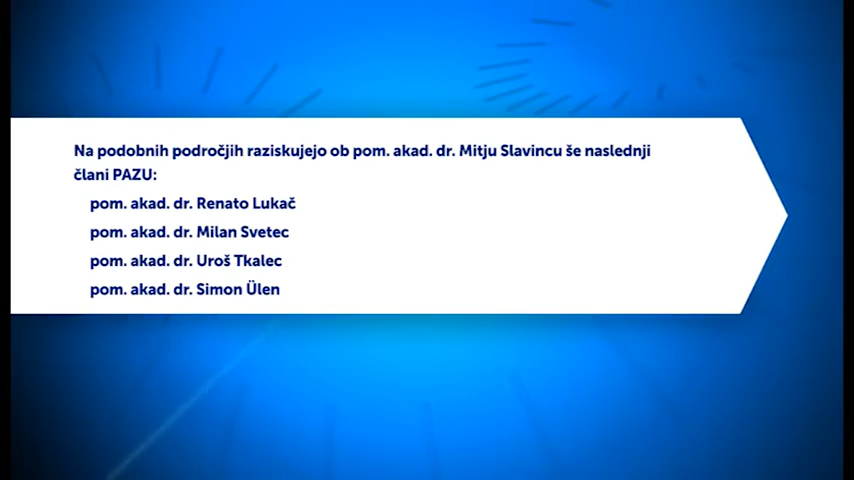 Na podobnih področjih raziskujejo ob pom. akad. dr. Mitju Slavincu še naslednji
člani PAZU:
pom. akad. dr. Renato Lukač
pom. akad. dr. Milan Svetec
pom. akad. dr. Uroš Tkalec
pom. akad. dr. Simon Ülen